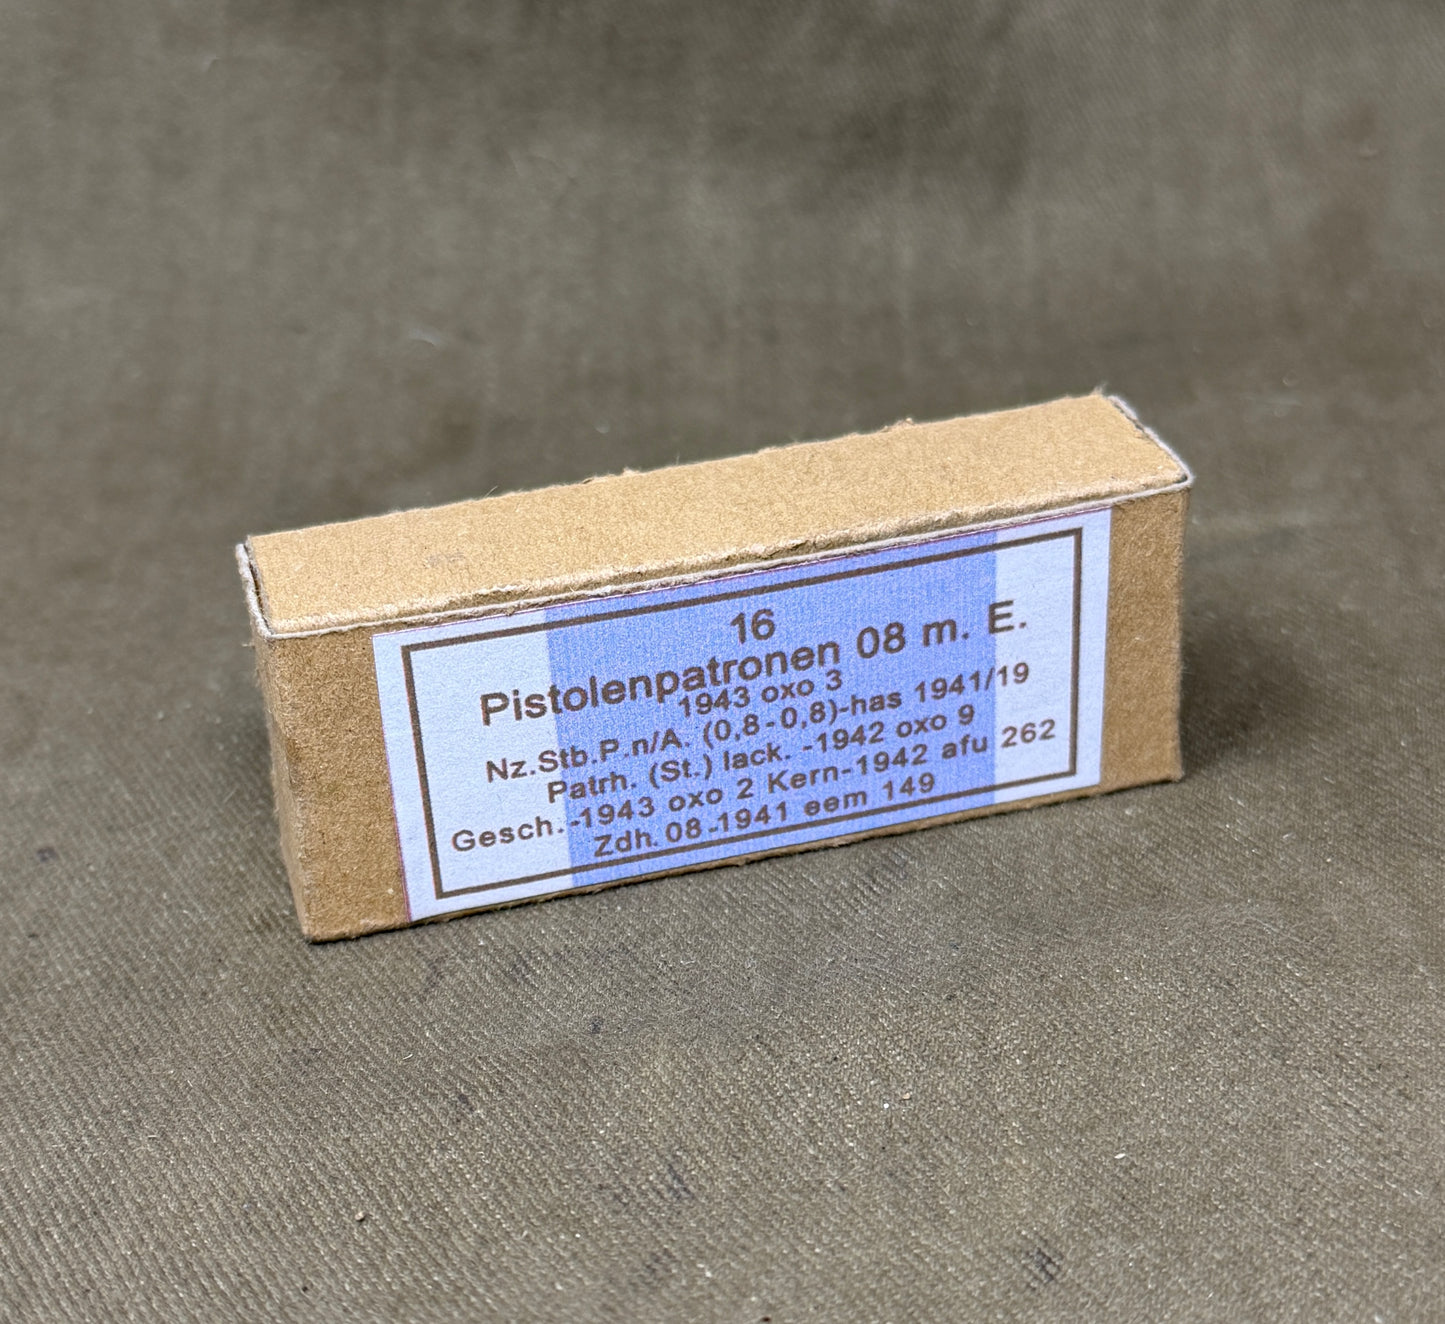 16
Pistolenpatronen 08 m. E.
1943 oxo 3
Nz.Stb.P.n/A. (0,8-0,8)-has 1941/19
Patrh. (St.) lack. -1942 oxo 9
Gesch.-1943 oxo 2 Kern-1942 afu 262
Zdh. 08-1941 eem 149